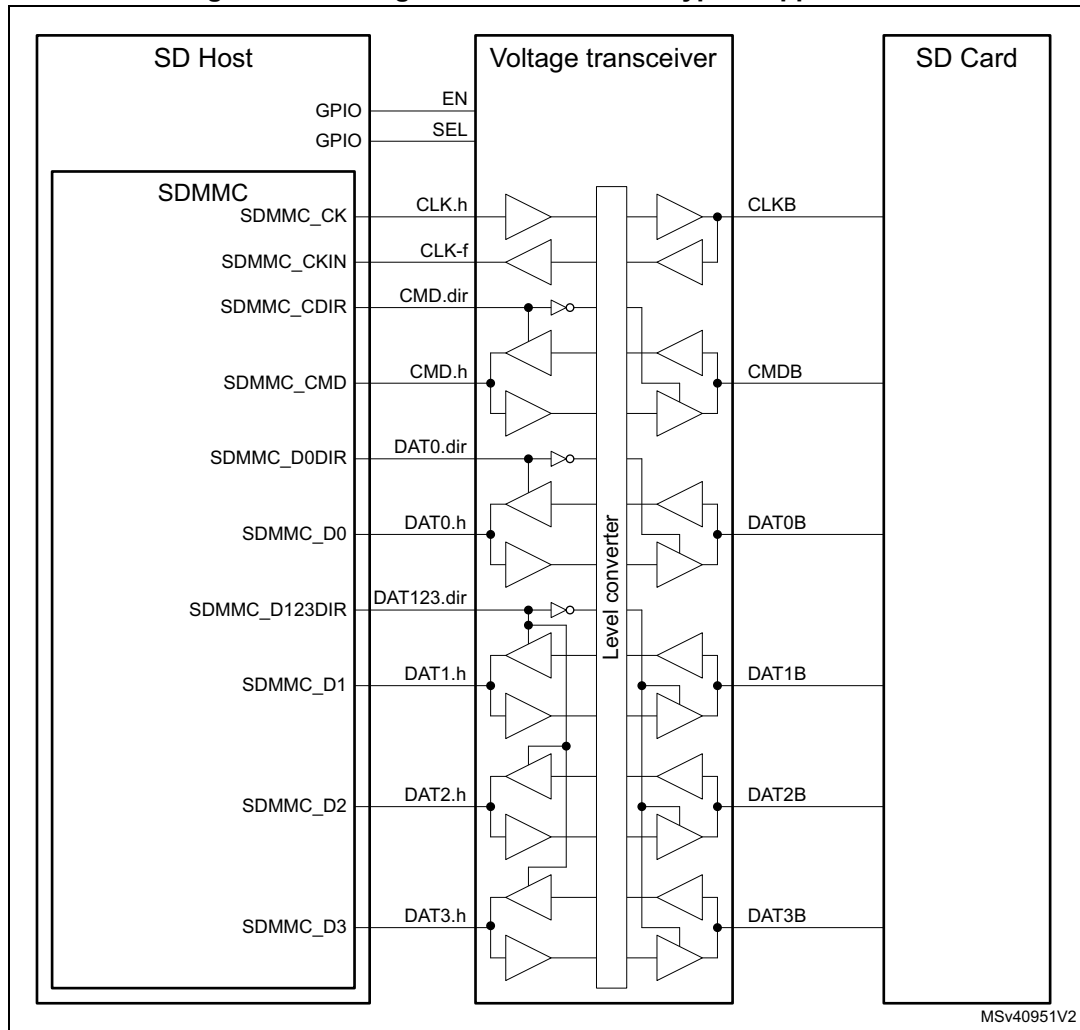 SD Host
Voltage transceiver
SD Card
GPIO
EN
GPIO
SEL
SDMMC
SDMMC_CK
CLK.h
CLKB
SDMMC_CKIN
CLK-f
SDMMC_CDIR
CMD.dir
SDMMC_CMD
CMD.h
CMDB
SDMMC_D0DIR
DAT0.dir
SDMMC_D0
DAT0.h
DAT0B
Level converter
SDMMC_D123DIR
DAT123.dir
SDMMC_D1
DAT1.h
DAT1B
SDMMC_D2
DAT2.h
DAT2B
SDMMC_D3
DAT3.h
DAT3B
MSv40951V2